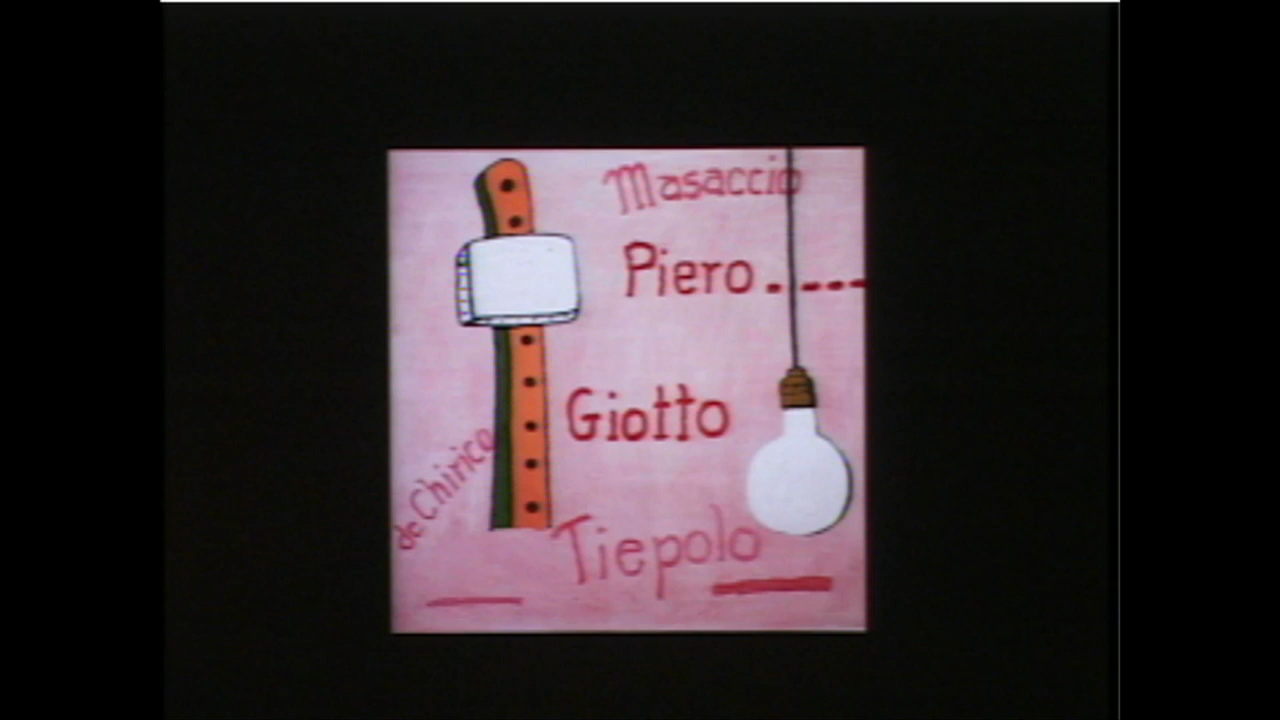 Masaccio
Piero.----
Giotto
de Chirico
Tiepolo